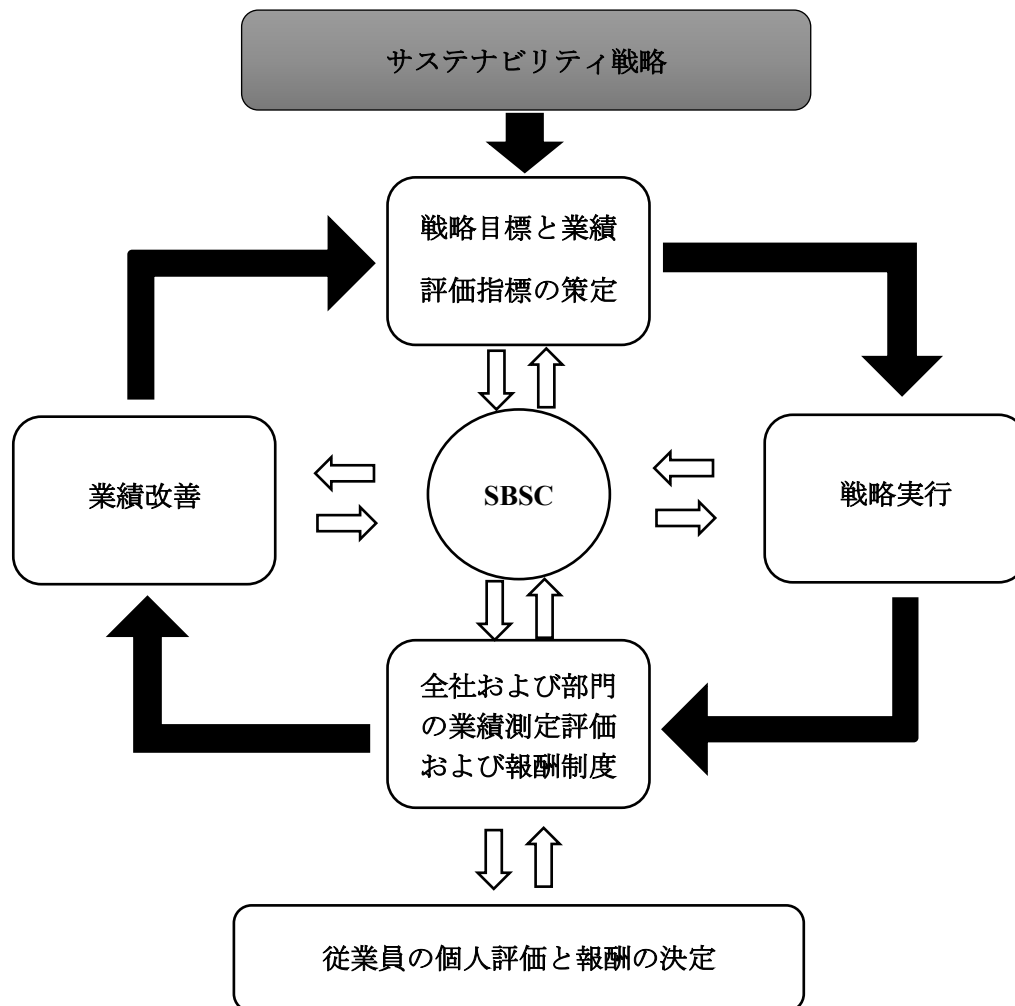 サステナビリティ戦略
戦略目標と業績
評価指標の策定
業績改善
SBSC
戦略実行
全社および部門
の業績測定評価
および報酬制度
従業員の個人評価と報酬の決定